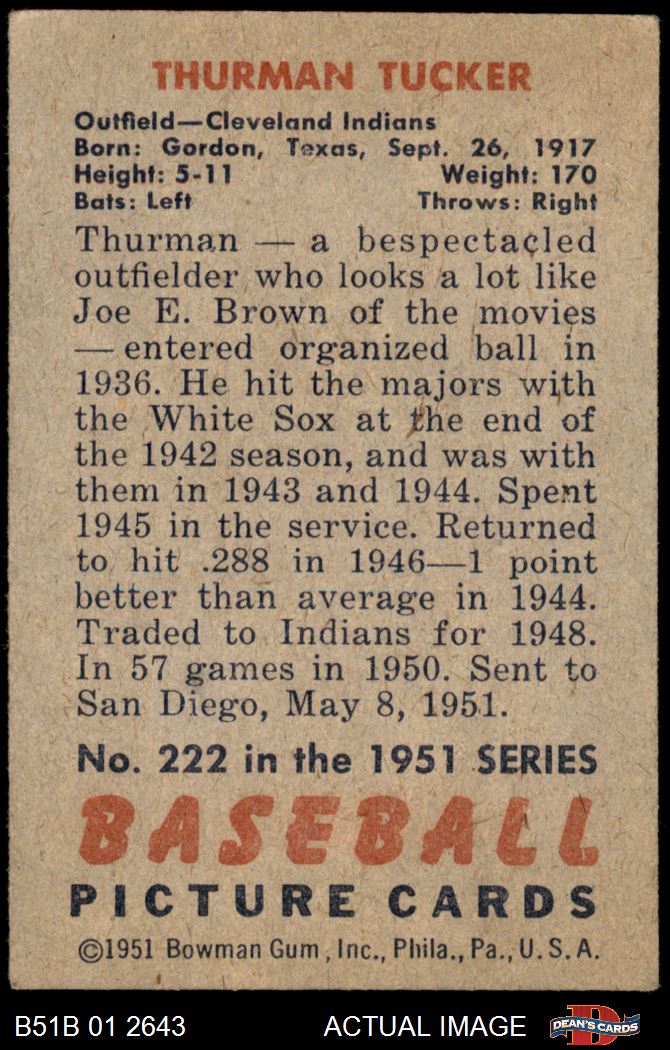 THURMAN TUCKER
Outfield—Cleveland Indians
Born: Gordon, Texas, Sept. 26, 1917
Height: 5-11 Weight: 170
Bats: Left Throws: Right
Thurman — a bespectacled
outfielder who looks a lot like
Joe E. Brown of the movies
— entered organized ball in
1936. He hit the majors with
the White Sox at the end of
the 1942 season, and was with
them in 1943 and 1944. Spent
1945 in the service. Returned
to hit .288 in 1946—1 point
better than average in 1944.
Traded to Indians for 1948.
In 57 games in 1950. Sent to
San Diego, May 8, 1951.
No. 222 in the 1951 SERIES
BASEBALL
PICTURE CARDS
©1951 Bowman Gum, Inc., Phila., Pa., U. S. A.
B51B 01 2643 ACTUAL IMAGE D DEAN'S CARDS